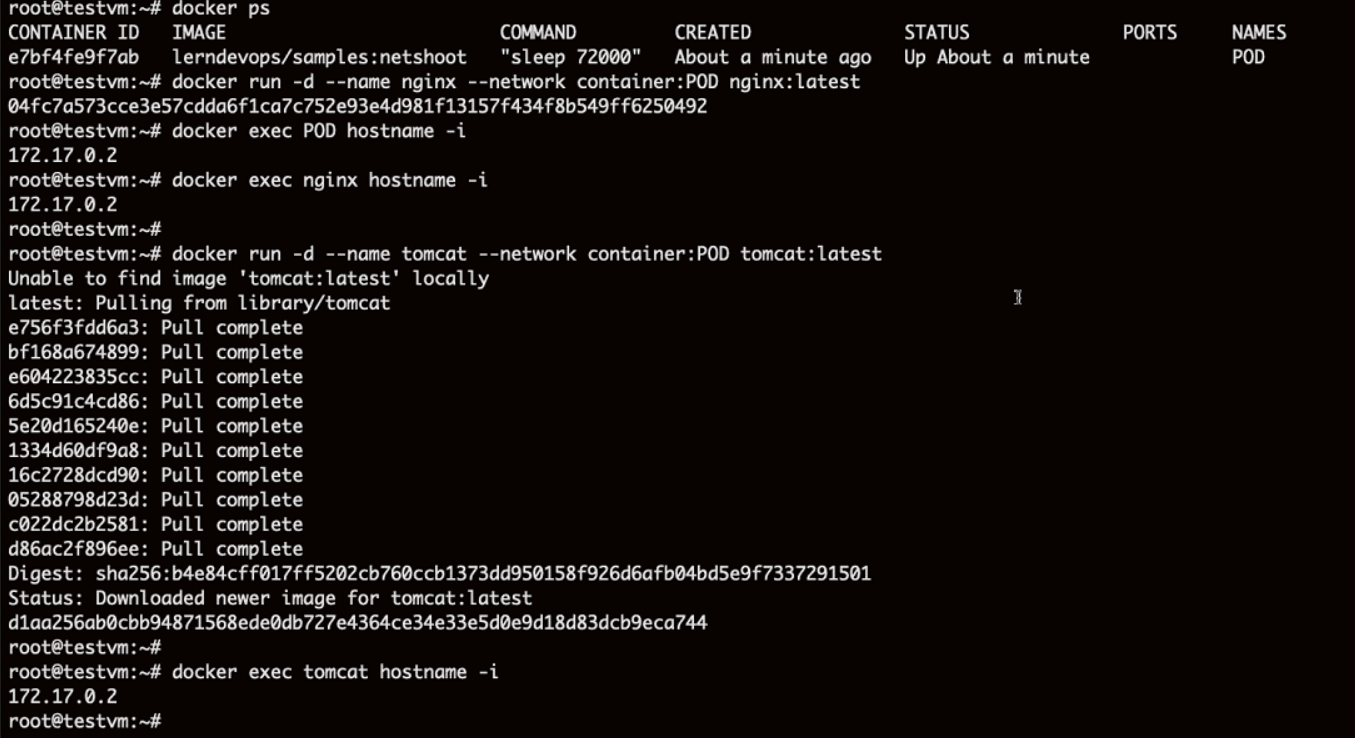 root@testvm:~# docker ps
CONTAINER ID   IMAGE                         COMMAND         CREATED              STATUS              PORTS     NAMES
e7bf4fe9f7ab   lerndevops/samples:netshoot   "sleep 72000"   About a minute ago   Up About a minute             POD
root@testvm:~# docker run -d --name nginx --network container:POD nginx:latest
04fc7a573cce3e57cdda6f1ca7c752e93e4d981f13157f434f8b549ff6250492
root@testvm:~# docker exec POD hostname -i
172.17.0.2
root@testvm:~# docker exec nginx hostname -i
172.17.0.2
root@testvm:~#
root@testvm:~# docker run -d --name tomcat --network container:POD tomcat:latest
Unable to find image 'tomcat:latest' locally
latest: Pulling from library/tomcat
e756f3fdd6a3: Pull complete
bf168a674899: Pull complete
e604223835cc: Pull complete
6d5c91c4cd86: Pull complete
5e20d165240e: Pull complete
1334d60df9a8: Pull complete
16c2728dcd90: Pull complete
05288798d23d: Pull complete
c022dc2b2581: Pull complete
d86ac2f896ee: Pull complete
Digest: sha256:b4e84cff017ff5202cb760ccb1373dd950158f926d6afb04bd5e9f7337291501
Status: Downloaded newer image for tomcat:latest
d1aa256ab0cbb94871568ede0db727e4364ce34e33e5d0e9d18d83dcb9eca744
root@testvm:~#
root@testvm:~# docker exec tomcat hostname -i
172.17.0.2
root@testvm:~#